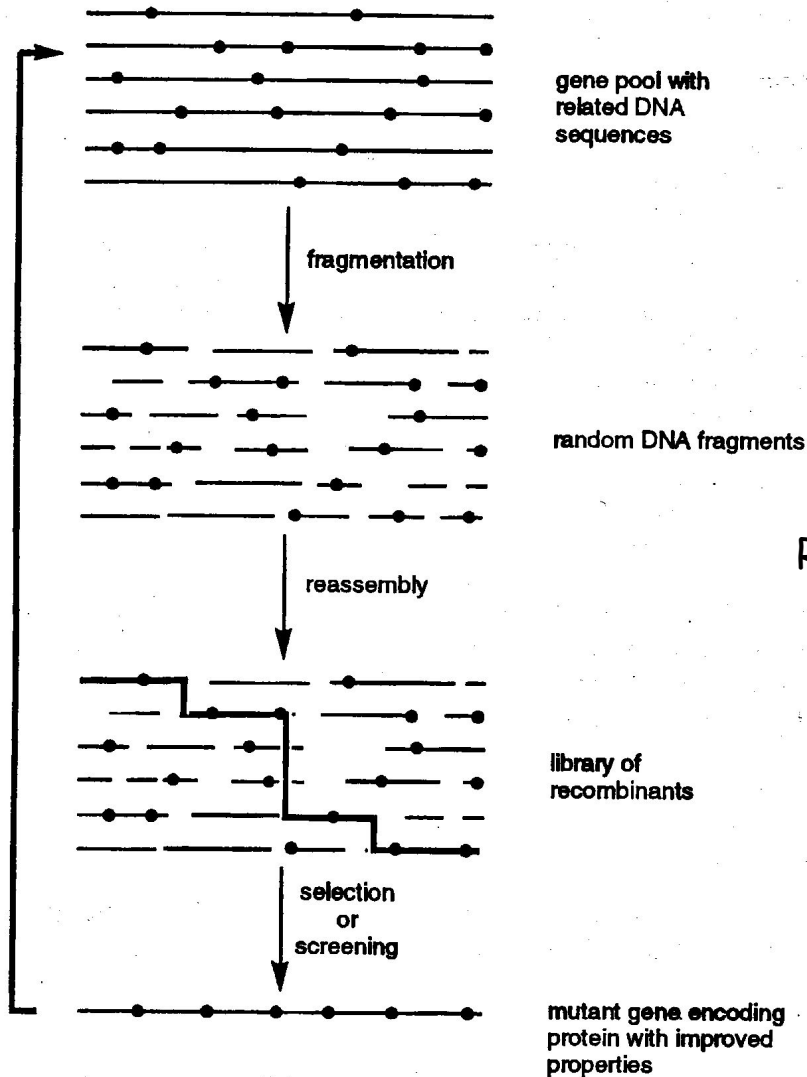 gene pool with
related DNA
sequences
fragmentation
random DNA fragments
reassembly
library of
recombinants
selection
or
screening
mutant gene encoding
protein with improved
properties